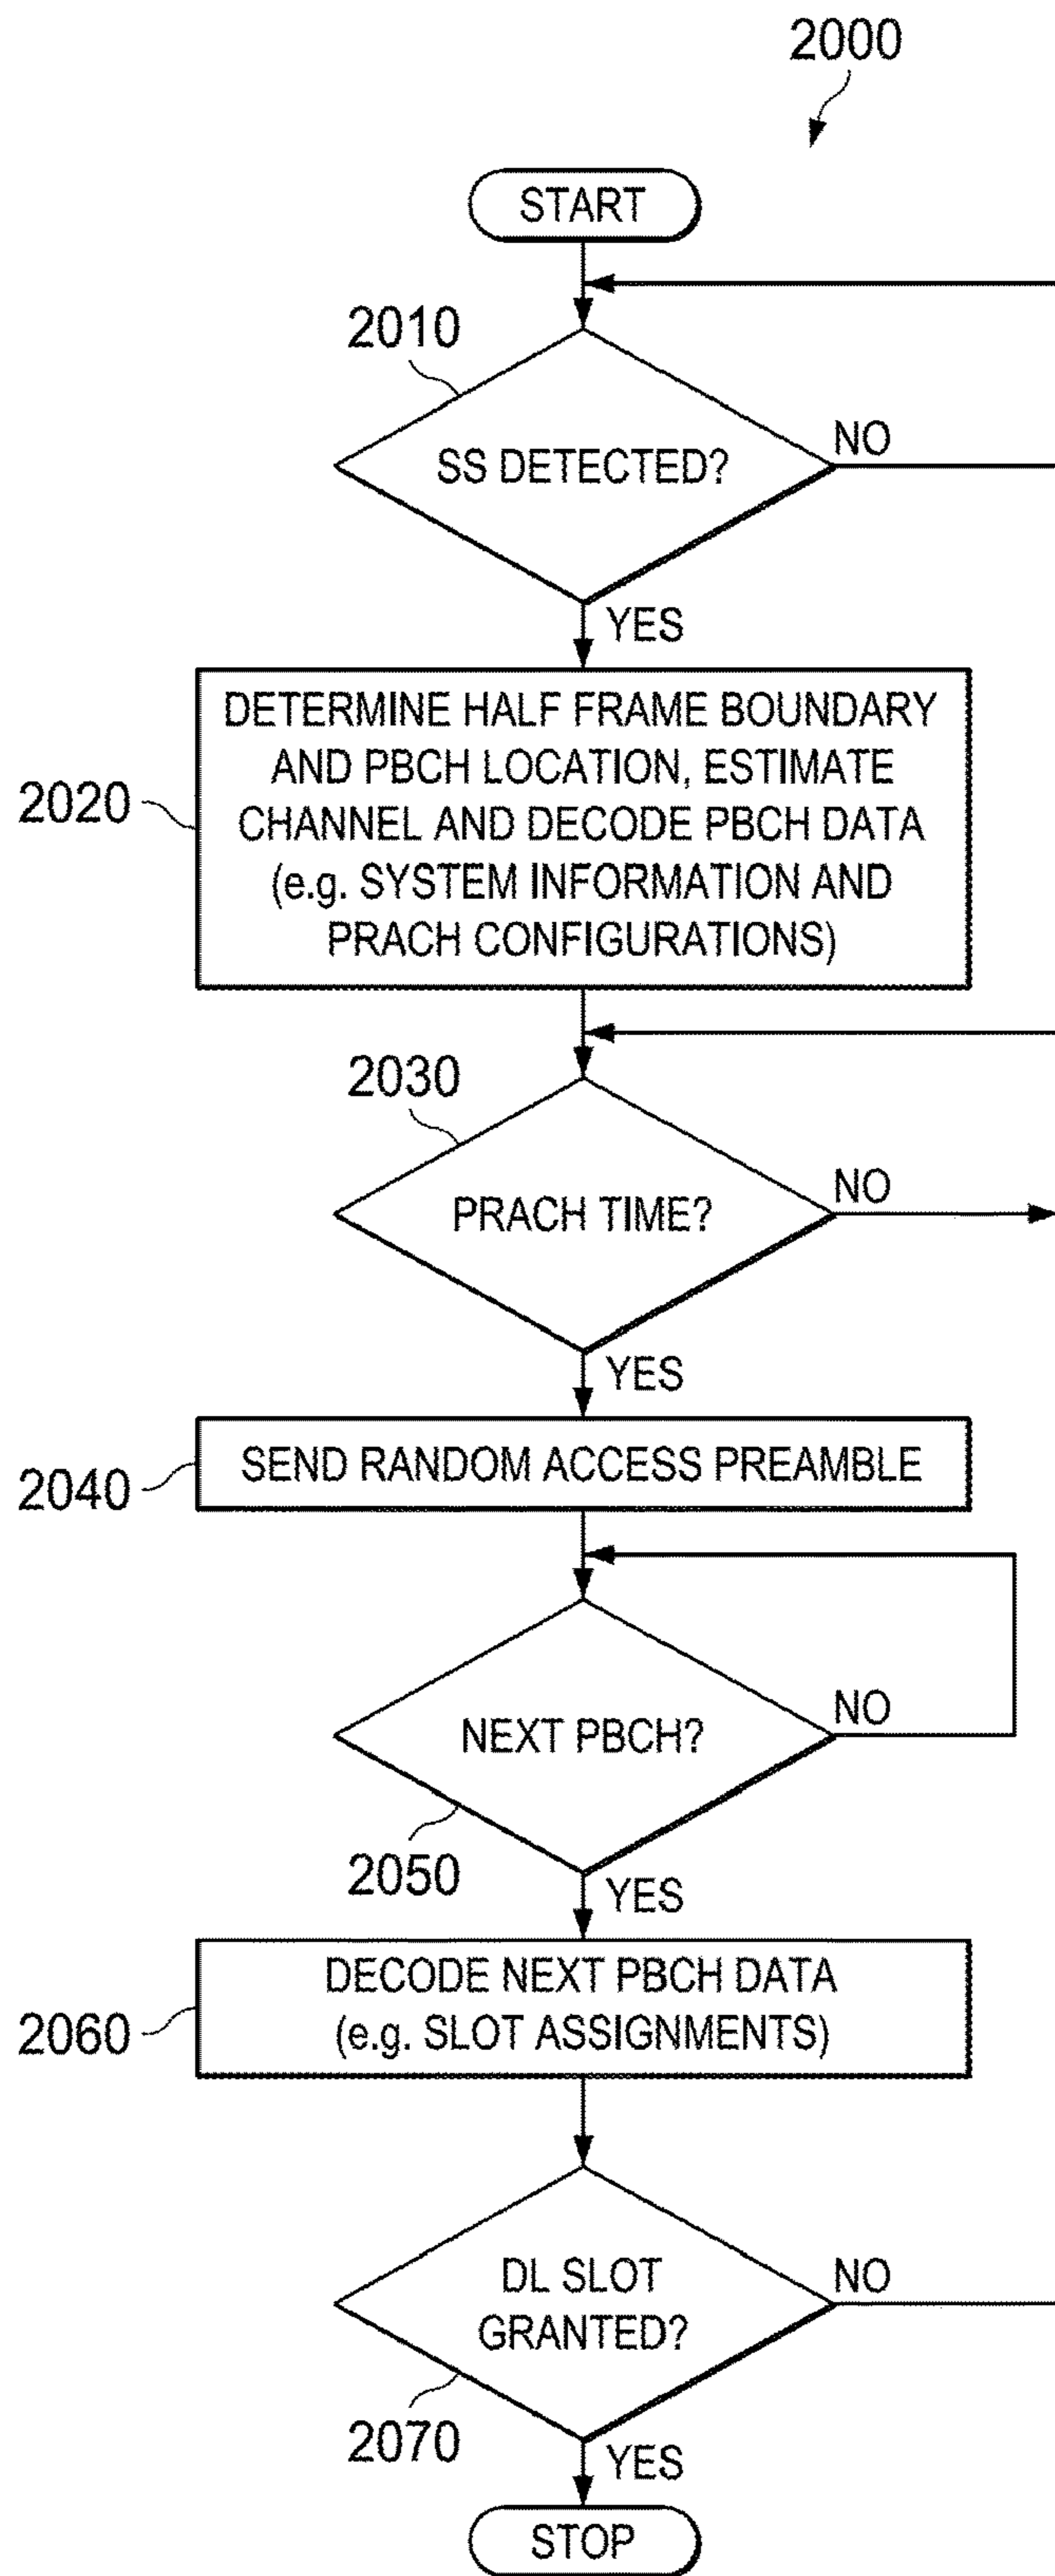 2000
START
2010
SS DETECTED?
NO
YES
2020
DETERMINE HALF FRAME BOUNDARY
AND PBCH LOCATION, ESTIMATE
CHANNEL AND DECODE PBCH DATA
(e.g. SYSTEM INFORMATION AND
PRACH CONFIGURATIONS)
2030
PRACH TIME?
NO
YES
2040
SEND RANDOM ACCESS PREAMBLE
NEXT PBCH?
NO
2050
YES
2060
DECODE NEXT PBCH DATA
(e.g. SLOT ASSIGNMENTS)
DL SLOT
GRANTED?
NO
2070
YES
STOP